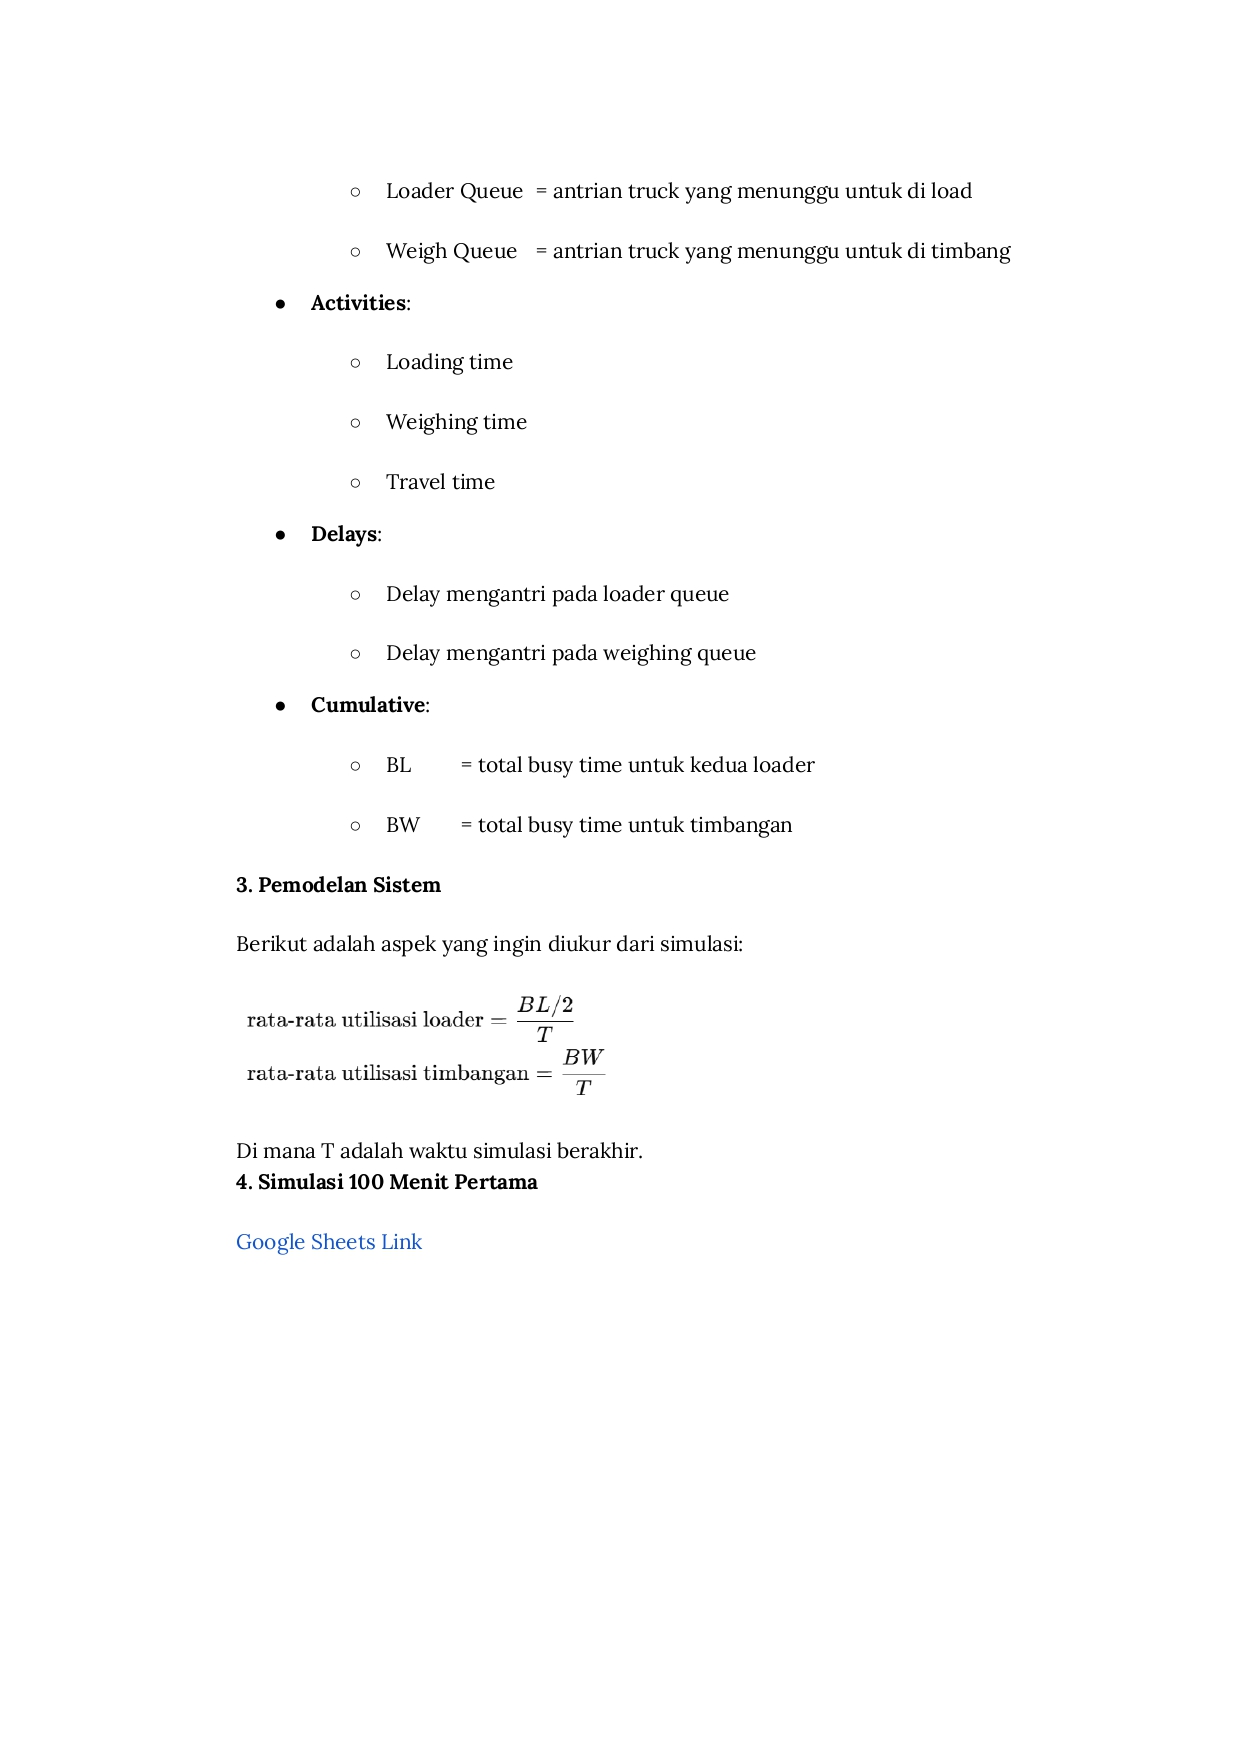 ○ Loader Queue = antrian truck yang menunggu untuk di load
○ Weigh Queue = antrian truck yang menunggu untuk di timbang
● Activities:
○ Loading time
○ Weighing time
○ Travel time
● Delays:
○ Delay mengantri pada loader queue
○ Delay mengantri pada weighing queue
● Cumulative:
○ BL = total busy time untuk kedua loader
○ BW = total busy time untuk timbangan
3. Pemodelan Sistem
Berikut adalah aspek yang ingin diukur dari simulasi:
rata-rata utilisasi loader = \frac{BL/2}{T}
rata-rata utilisasi timbangan = \frac{BW}{T}
Di mana T adalah waktu simulasi berakhir.
4. Simulasi 100 Menit Pertama
Google Sheets Link